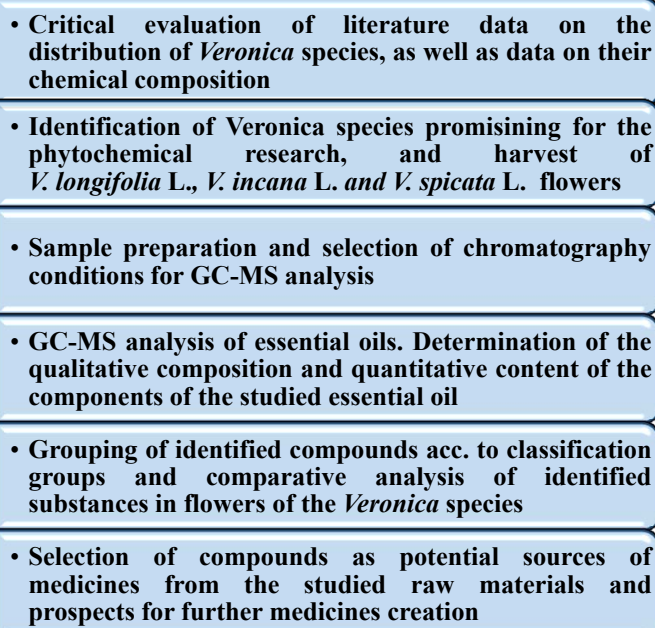 • Critical evaluation of literature data on the
distribution of Veronica species, as well as data on their
chemical composition
• Identification of Veronica species promisining for the
phytochemical research, and harvest of
V. longifolia L., V. incana L. and V. spicata L. flowers
• Sample preparation and selection of chromatography
conditions for GC-MS analysis
• GC-MS analysis of essential oils. Determination of the
qualitative composition and quantitative content of the
components of the studied essential oil
• Grouping of identified compounds acc. to classification
groups and comparative analysis of identified
substances in flowers of the Veronica species
• Selection of compounds as potential sources of
medicines from the studied raw materials and
prospects for further medicines creation